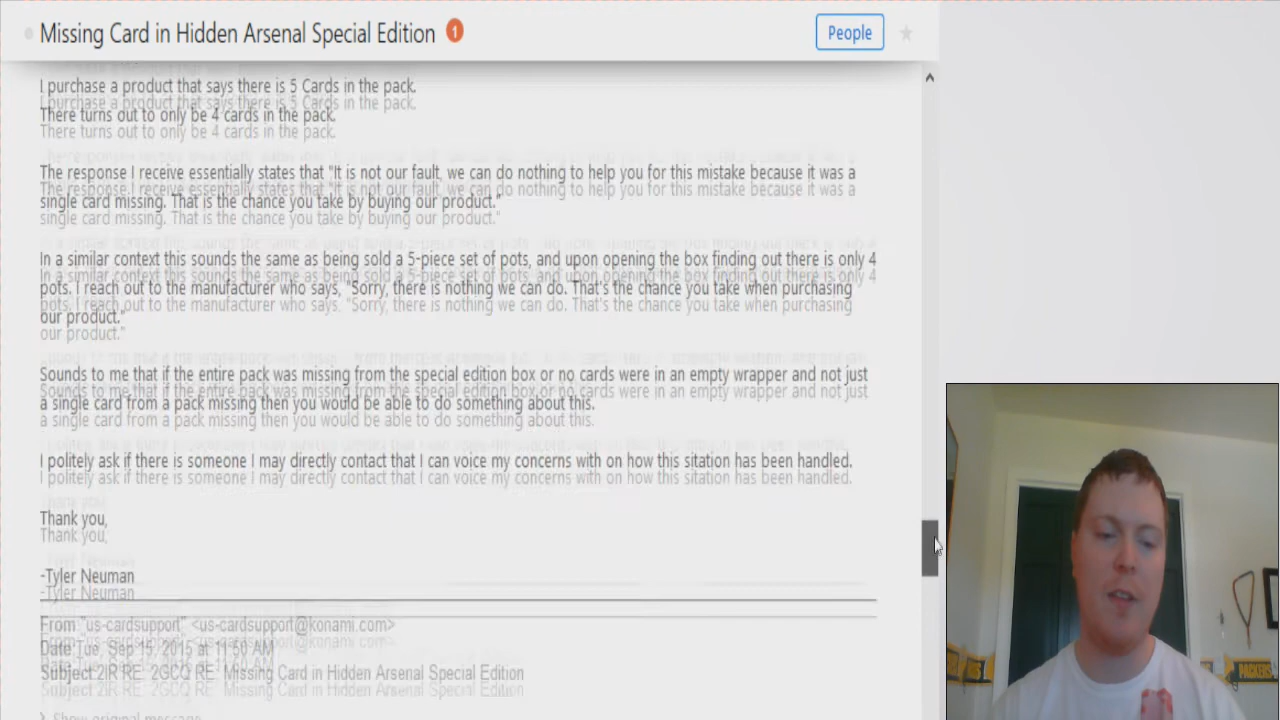 Missing Card in Hidden Arsenal Special Edition 1
People
I purchase a product that says there is 5 Cards in the pack.
There turns out to only be 4 cards in the pack.
The response I receive essentially states that "It is not our fault, we can do nothing to help you for this mistake because it was a
single card missing. That is the chance you take by buying our product."
In a similar context this sounds the same as being sold a 5-piece set of pots, and upon opening the box finding out there is only 4
pots. I reach out to the manufacturer who says, "Sorry, there is nothing we can do. That's the chance you take when purchasing
our product."
Sounds to me that if the entire pack was missing from the special edition box or no cards were in an empty wrapper and not just
a single card from a pack missing then you would be able to do something about this.
I politely ask if there is someone I may directly contact that I can voice my concerns with on how this sitation has been handled.
Thank you,
-Tyler Neuman
From "us-cardsupport" <us-cardsupport@konami.com>
Date Tue, Sep 15, 2015 at 11:50 AM
Subject 2IR RE: 2GCQ RE: Missing Card in Hidden Arsenal Special Edition
Show original message
PACKERS